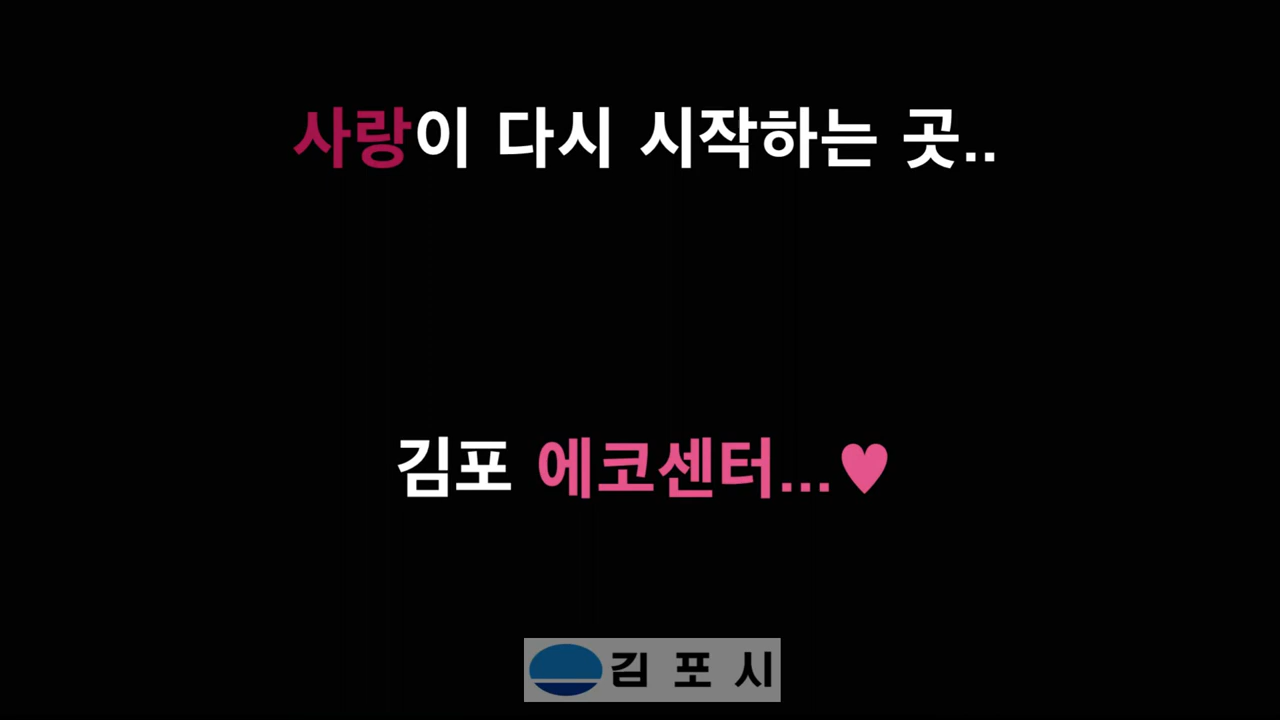 사랑이 다시 시작하는 곳..
김포 에코센터...♥
김포시